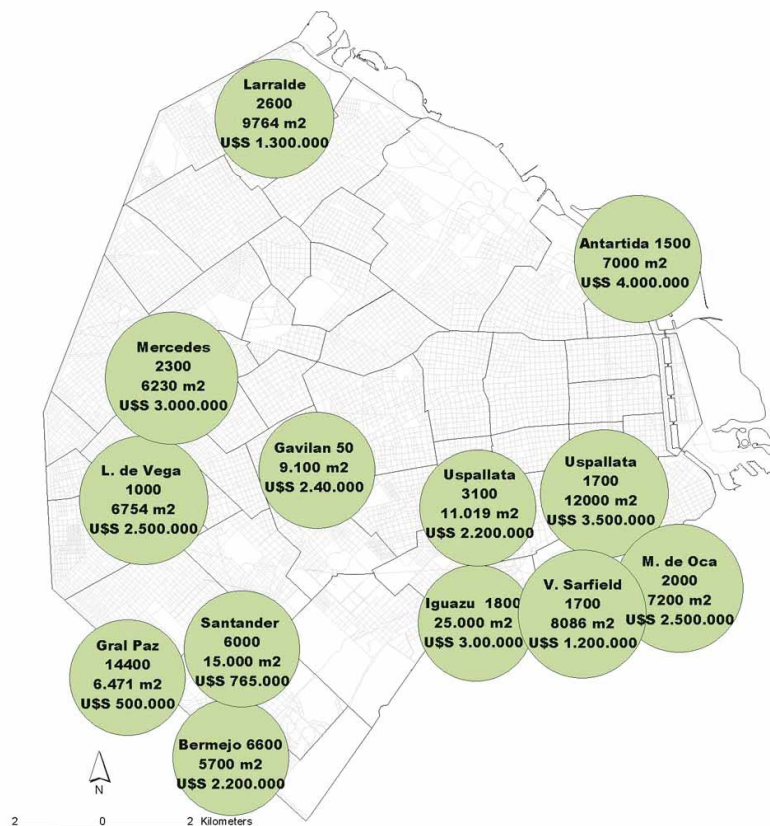 Larralde
2600
9764 m2
U$S 1.300.000
Antartida 1500
7000 m2
U$S 4.000.000
Mercedes
2300
6230 m2
U$S 3.000.000
Gavilan 50
9.100 m2
U$S 2.40.000
L. de Vega
1000
6754 m2
U$S 2.500.000
Uspallata
3100
11.019 m2
U$S 2.200.000
Uspallata
1700
12000 m2
U$S 3.500.000
M. de Oca
2000
7200 m2
U$S 2.500.000
V. Sarfield
1700
8086 m2
U$S 1.200.000
Iguazu 1800
25.000 m2
U$S 3.00.000
Santander
6000
15.000 m2
U$S 765.000
Gral Paz
14400
6.471 m2
U$S 500.000
Bermejo 6600
5700 m2
U$S 2.200.000
N
2 0 2 Kilometers